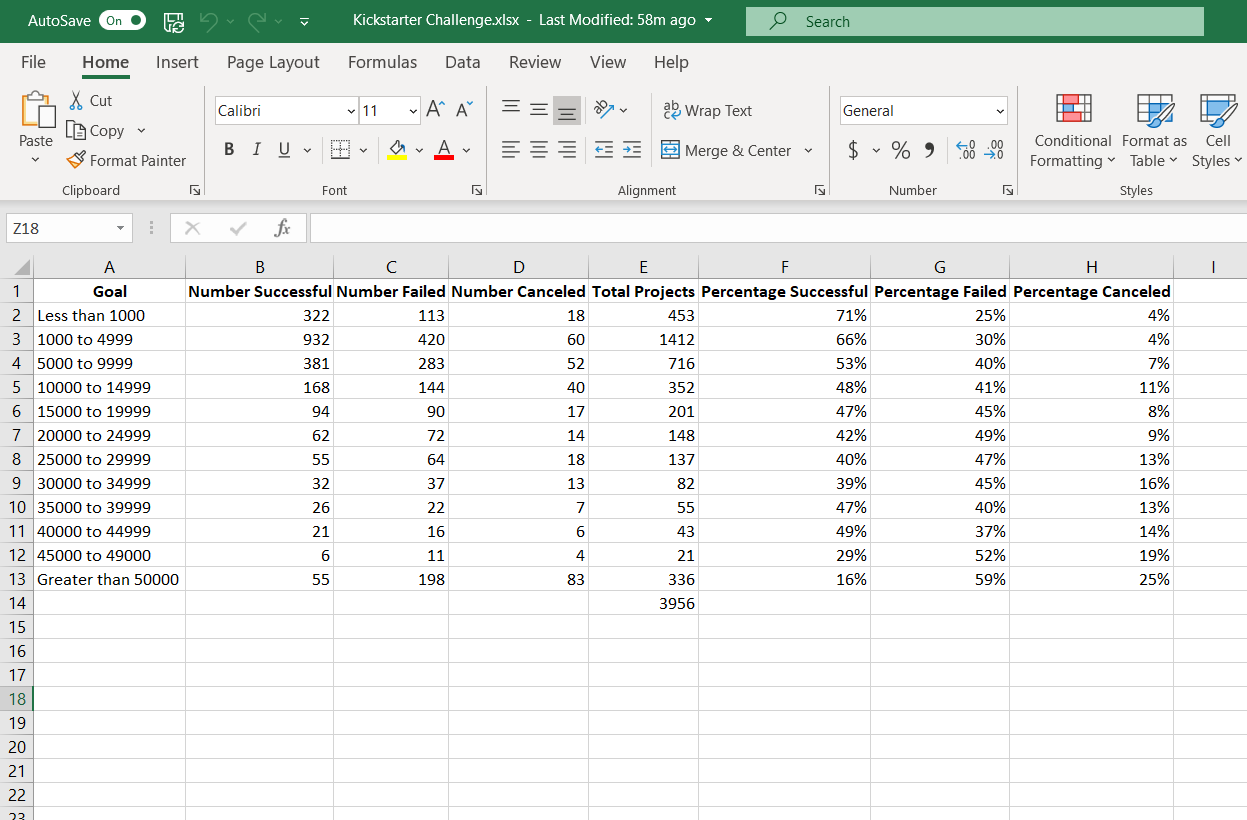 AutoSave On Kickstarter Challenge.xlsx - Last Modified: 58m ago Search
File Home Insert Page Layout Formulas Data Review View Help
Paste Cut Copy Format Painter Clipboard
Calibri 11 A A B I U A Font
ab Wrap Text Merge & Center Alignment
General $ % 9 .00 .00 Number
Conditional Formatting Format as Table Cell Styles Styles
Z18 fx
A B C D E F G H I
1 Goal Number Successful Number Failed Number Canceled Total Projects Percentage Successful Percentage Failed Percentage Canceled
2 Less than 1000 322 113 18 453 71% 25% 4%
3 1000 to 4999 932 420 60 1412 66% 30% 4%
4 5000 to 9999 381 283 52 716 53% 40% 7%
5 10000 to 14999 168 144 40 352 48% 41% 11%
6 15000 to 19999 94 90 17 201 47% 45% 8%
7 20000 to 24999 62 72 14 148 42% 49% 9%
8 25000 to 29999 55 64 18 137 40% 47% 13%
9 30000 to 34999 32 37 13 82 39% 45% 16%
10 35000 to 39999 26 22 7 55 47% 40% 13%
11 40000 to 44999 21 16 6 43 49% 37% 14%
12 45000 to 49000 6 11 4 21 29% 52% 19%
13 Greater than 50000 55 198 83 336 16% 59% 25%
14 3956
15
16
17
18
19
20
21
22
23